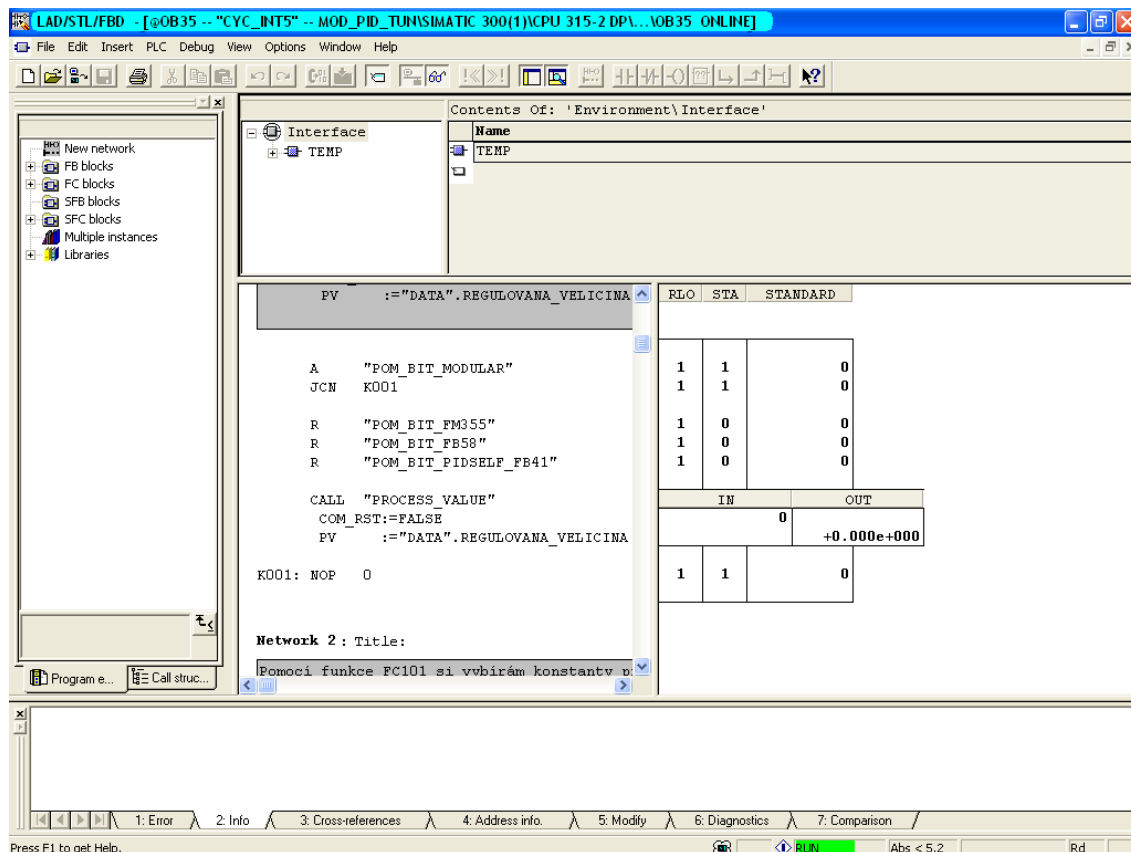 LAD/STL/FBD - [@OB35 -- "CYC_INT5" -- MOD_PID_TUN\SIMATIC 300(1)\CPU 315-2 DP\...\OB35 ONLINE]
File Edit Insert PLC Debug View Options Window Help
New network
FB blocks
FC blocks
SFB blocks
SFC blocks
Multiple instances
Libraries
Program e...
Call struc...
Interface
TEMP
Contents Of: 'Environment\Interface'
Name
TEMP
PV :="DATA".REGULOVANA_VELICINA
A "POM_BIT_MODULAR"
JCN K001
R "POM_BIT_FM355"
R "POM_BIT_FB58"
R "POM_BIT_PIDSELF_FB41"
CALL "PROCESS_VALUE"
COM_RST:=FALSE
PV :="DATA".REGULOVANA_VELICINA
K001: NOP 0
Network 2 : Title:
Pomocí funkce FC101 si vybírám konstanty
RLO STA STANDARD
1 1 0
1 1 0
1 0 0
1 0 0
1 0 0
IN OUT
0
+0.000e+000
1 1 0
1: Error 2: Info 3: Cross-references 4: Address info. 5: Modify 6: Diagnostics 7: Comparison
Press F1 to get Help. RUN Abs < 5.2 Rd